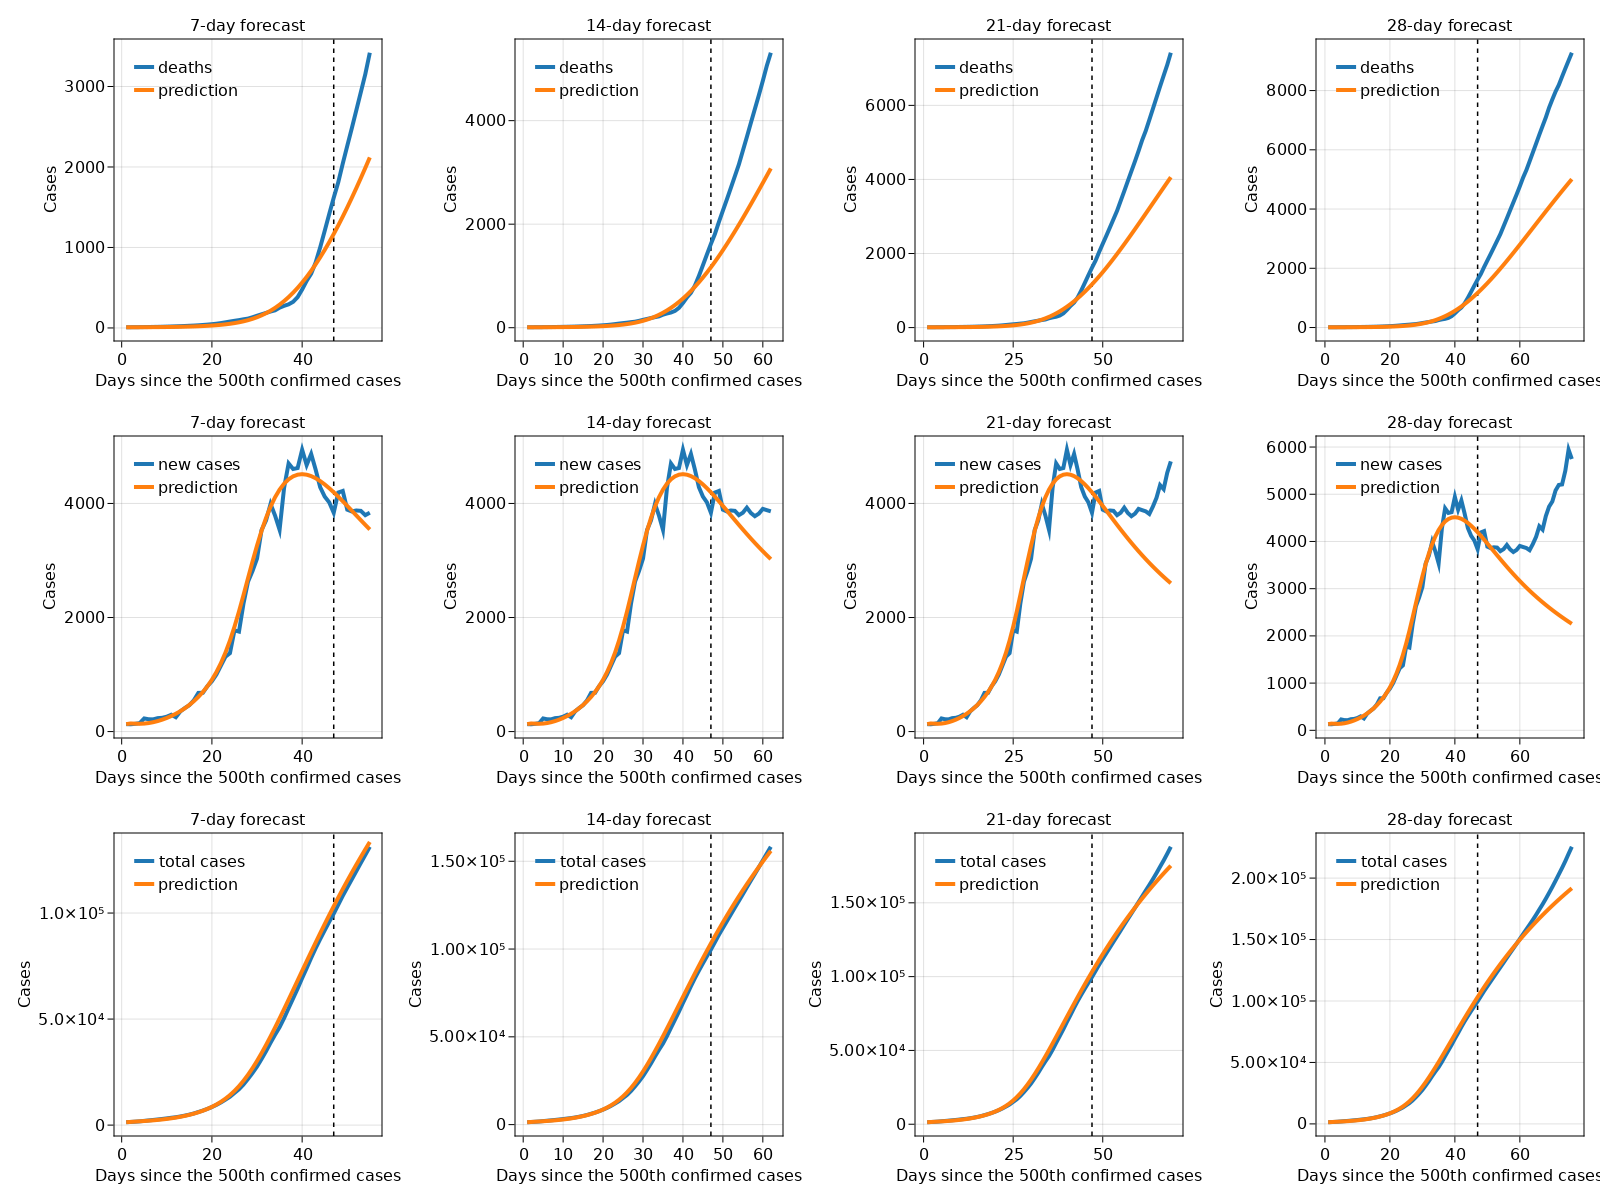 7-day forecast
14-day forecast
21-day forecast
28-day forecast
deaths
prediction
deaths
prediction
deaths
prediction
deaths
prediction
Cases
3000
2000
1000
0
Cases
4000
2000
0
Cases
6000
4000
2000
0
Cases
8000
6000
4000
2000
0
0 20 40
0 10 20 30 40 50 60
0 25 50
0 20 40 60
Days since the 500th confirmed cases
Days since the 500th confirmed cases
Days since the 500th confirmed cases
Days since the 500th confirmed cases
7-day forecast
14-day forecast
21-day forecast
28-day forecast
new cases
prediction
new cases
prediction
new cases
prediction
new cases
prediction
Cases
4000
2000
0
Cases
4000
2000
0
Cases
4000
2000
0
Cases
6000
5000
4000
3000
2000
1000
0
0 20 40
0 10 20 30 40 50 60
0 25 50
0 20 40 60
Days since the 500th confirmed cases
Days since the 500th confirmed cases
Days since the 500th confirmed cases
Days since the 500th confirmed cases
7-day forecast
14-day forecast
21-day forecast
28-day forecast
total cases
prediction
total cases
prediction
total cases
prediction
total cases
prediction
Cases
1.0×10⁵
5.0×10⁴
0
Cases
1.50×10⁵
1.00×10⁵
5.00×10⁴
0
Cases
1.50×10⁵
1.00×10⁵
5.00×10⁴
0
Cases
2.00×10⁵
1.50×10⁵
1.00×10⁵
5.00×10⁴
0
0 20 40
0 10 20 30 40 50 60
0 25 50
0 20 40 60
Days since the 500th confirmed cases
Days since the 500th confirmed cases
Days since the 500th confirmed cases
Days since the 500th confirmed cases